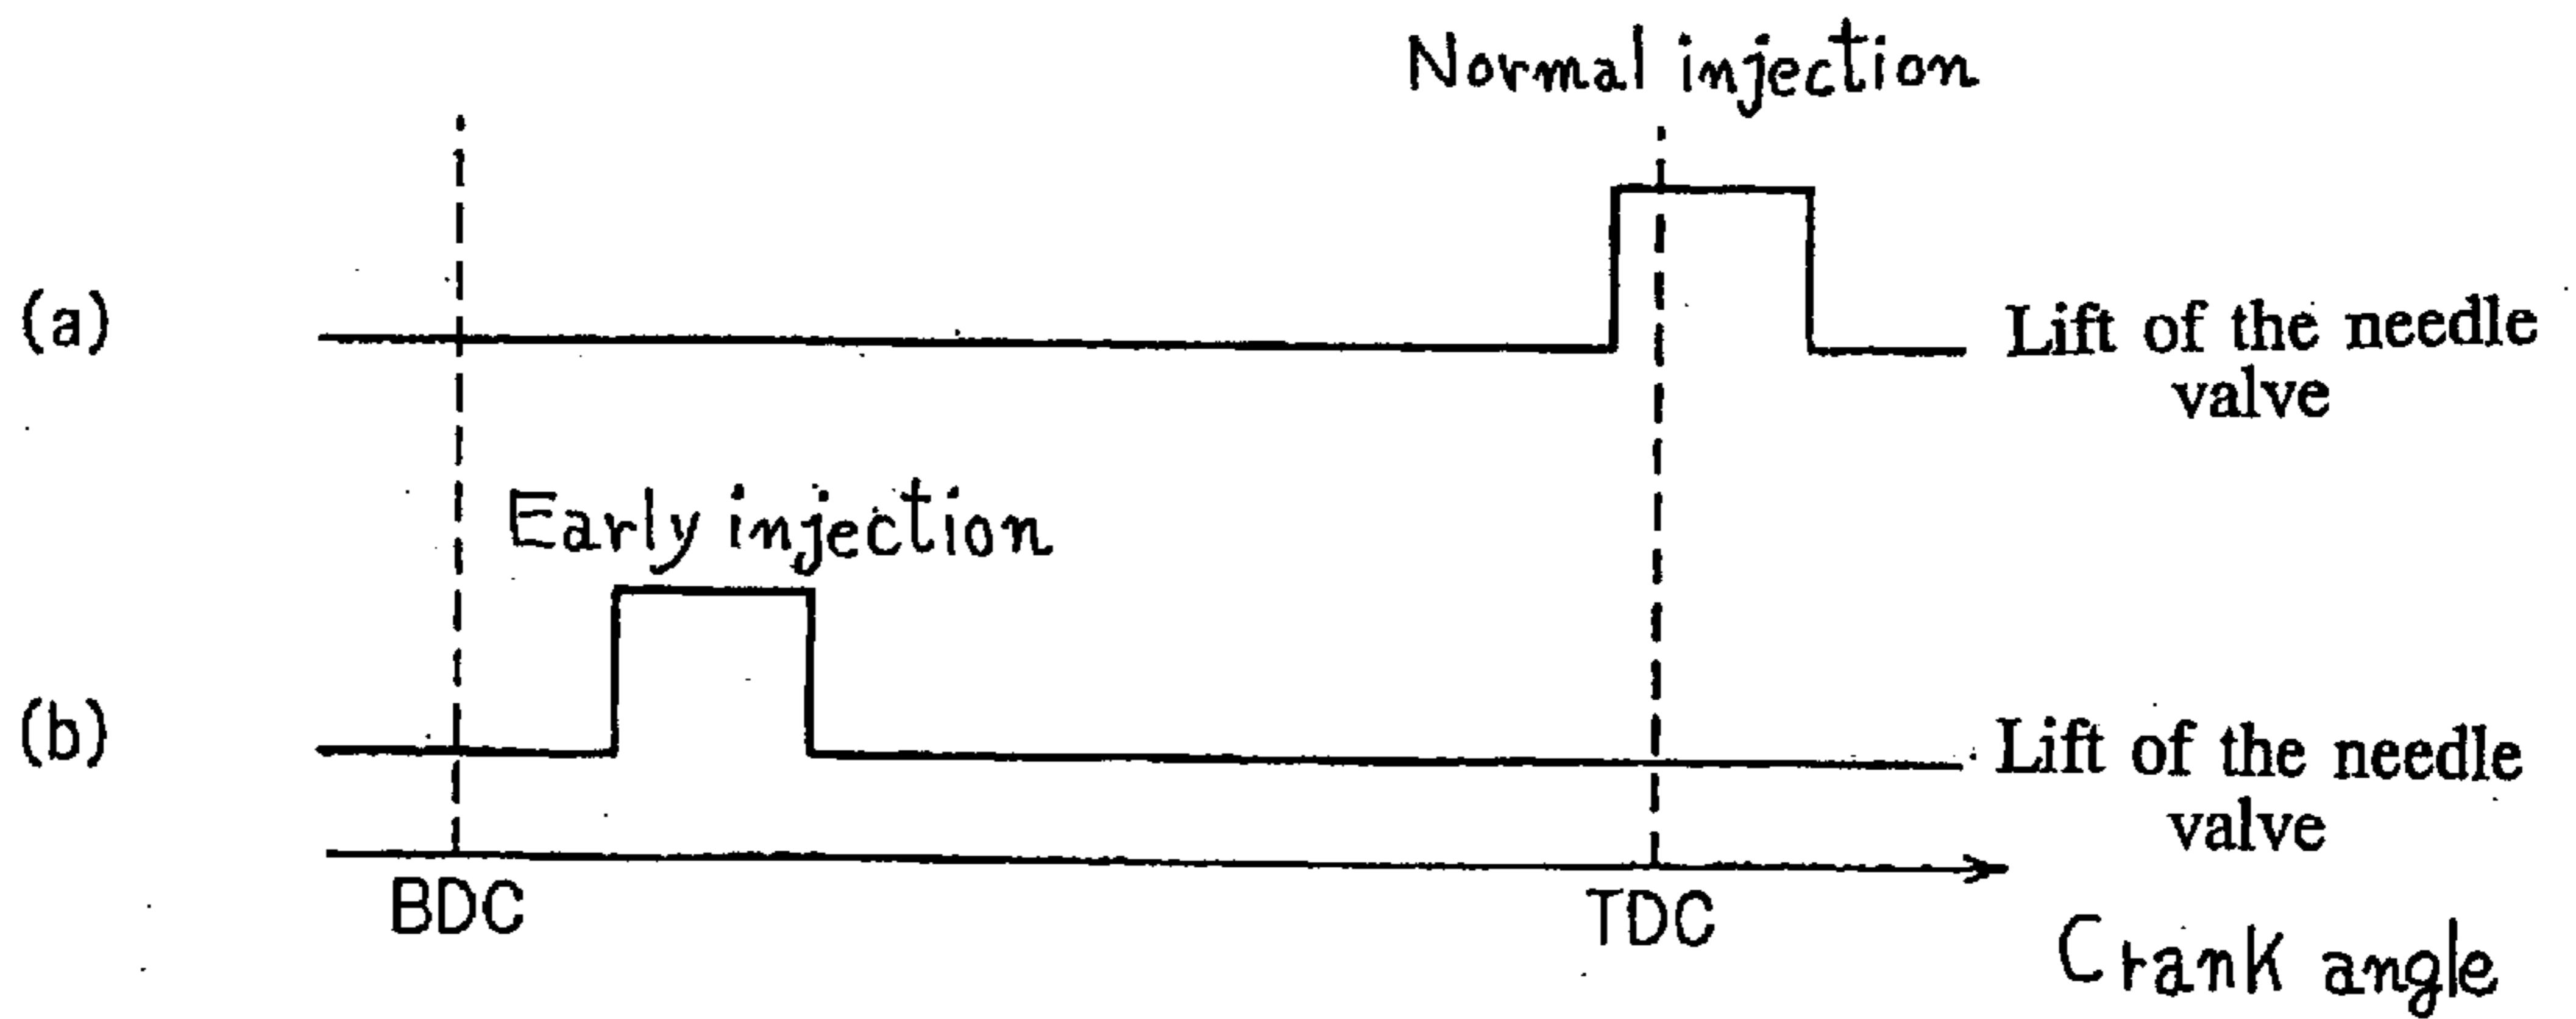 Normal injection
(a)
Lift of the needle
valve
Early injection
(b)
Lift of the needle
valve
BDC
TDC
Crank angle